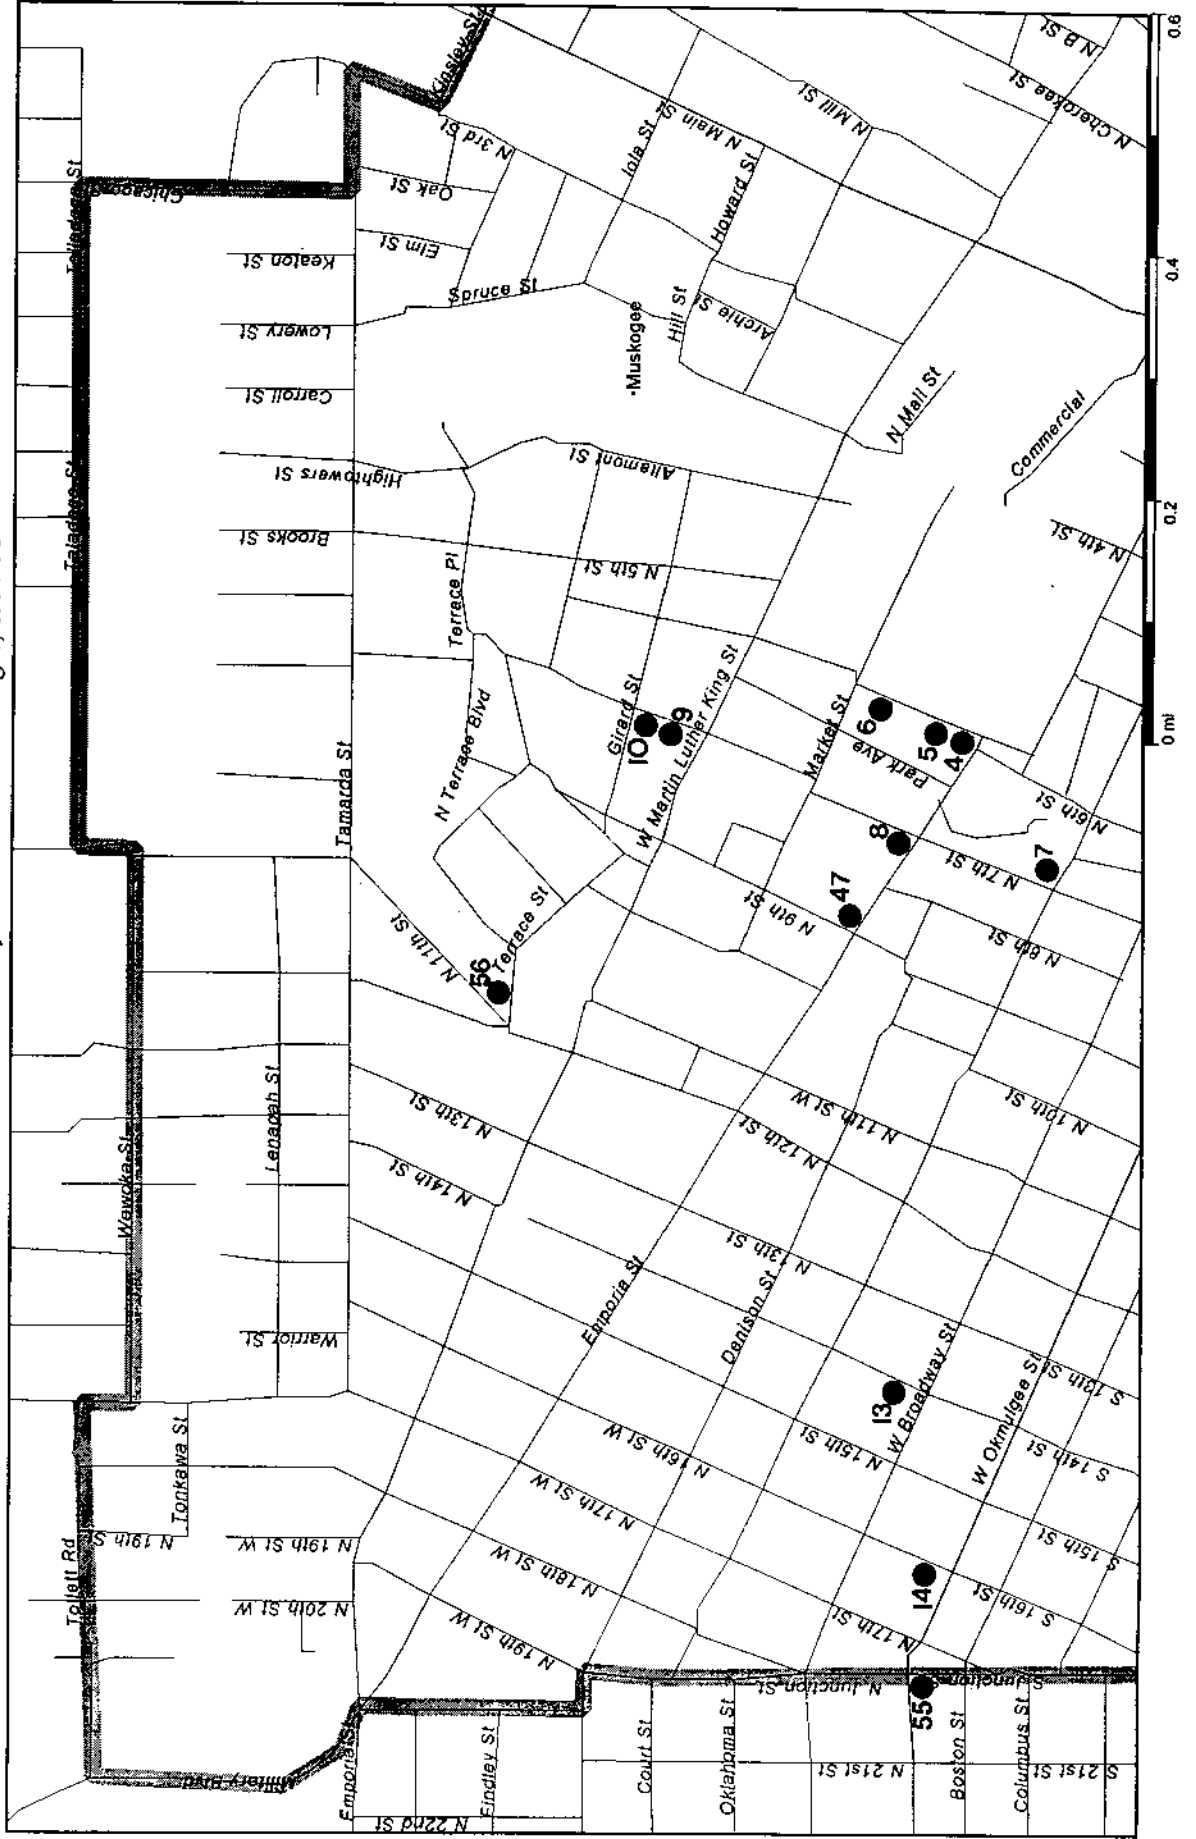 Kinsley St
N B St
N Cherokee St
N Mill St
N Main St
N 3rd St
Iola St
Howard St
Oak St
Elm St
Chicago St
Talladega St
Keaton St
Spruce St
Lowery St
Carroll St
·Muskogee
Hill St
Archie St
N Mall St
Commercial
Hightowers St
Altamont St
Brooks St
N 5th St
N 4th St
Terrace Pl
N Terrace Blvd
Girard St
10
9
W Martin Luther King St
Market St
6
5
4
Park Ave
N 6th St
Tamarda St
8
7
N 7th St
47
N 9th St
N 8th St
N 11th St
56
Terrace St
Lenapah St
Wewoka St
N 13th St
N 14th St
N 11th St W
N 12th St
N 10th St
N 13th St
Emporia St
Denison St
Warrior St
W Broadway St
W Okmulgee St
S 13th St
13
S 14th St
N 15th St
N 16th St W
N 17th St W
S 15th St
Tonkawa St
Tollett Rd
N 19th St
N 19th St W
N 20th St W
N 18th St W
N 19th St W
N 17th St
14
S 16th St
N Junction St
S Junction St
55
Military Blvd
Emporia St
Findley St
Court St
Oklahoma St
Boston St
Columbus St
N 21st St
S 21st St
N 22nd St
0 mi
0.2
0.4
0.6